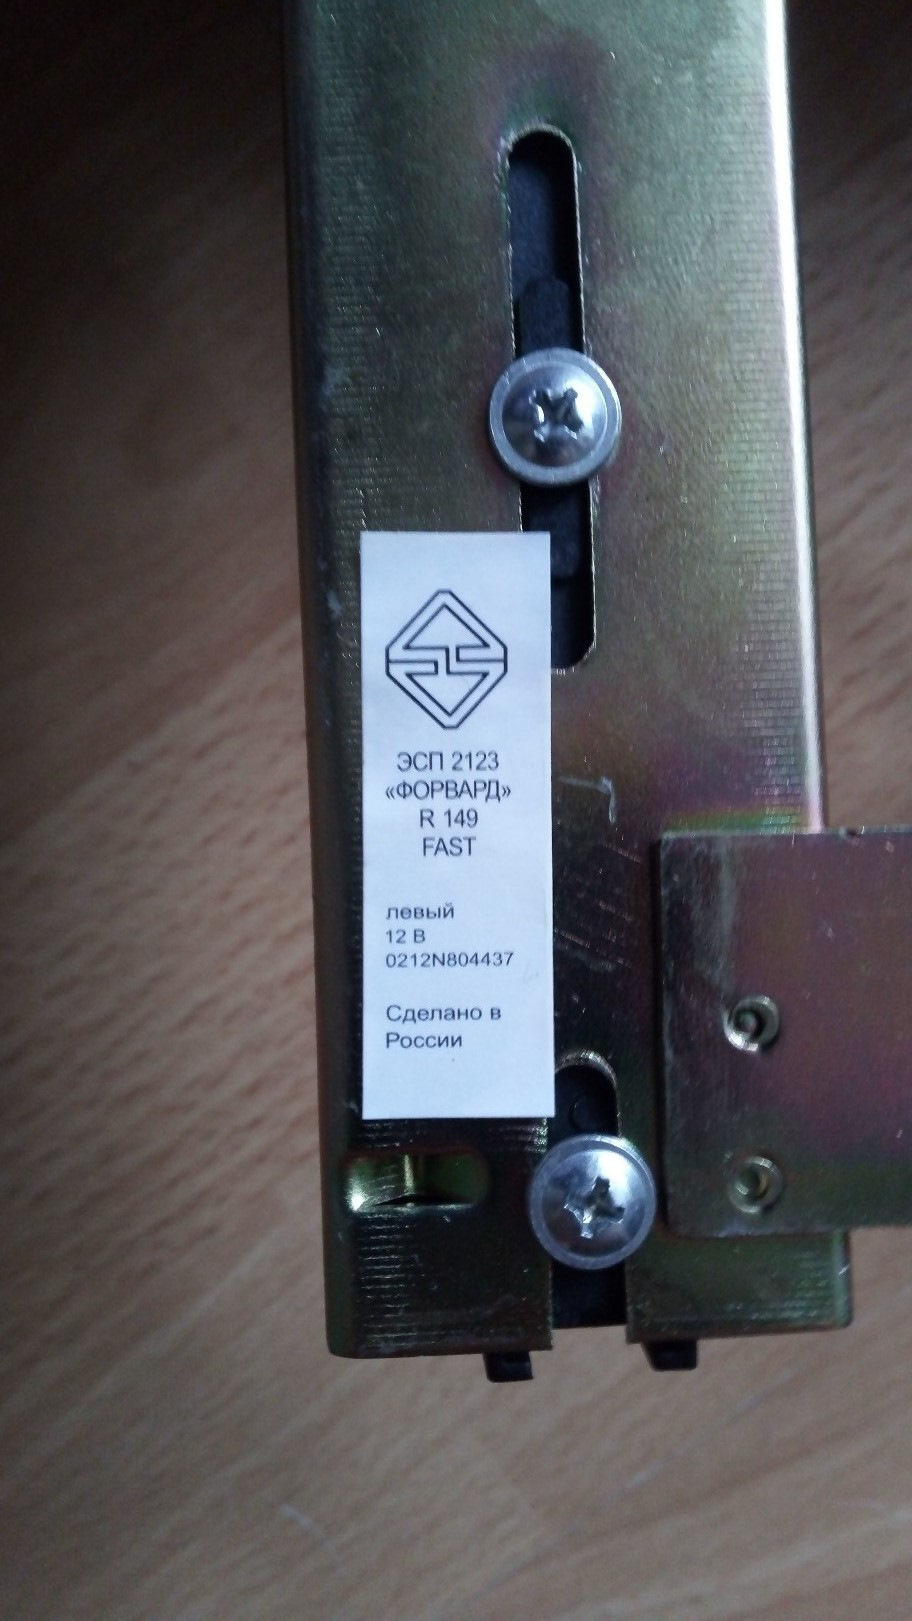 ЭСП 2123
«ФОРВАРД»
R 149
FAST
левый
12 В
0212N804437
Сделано в
России